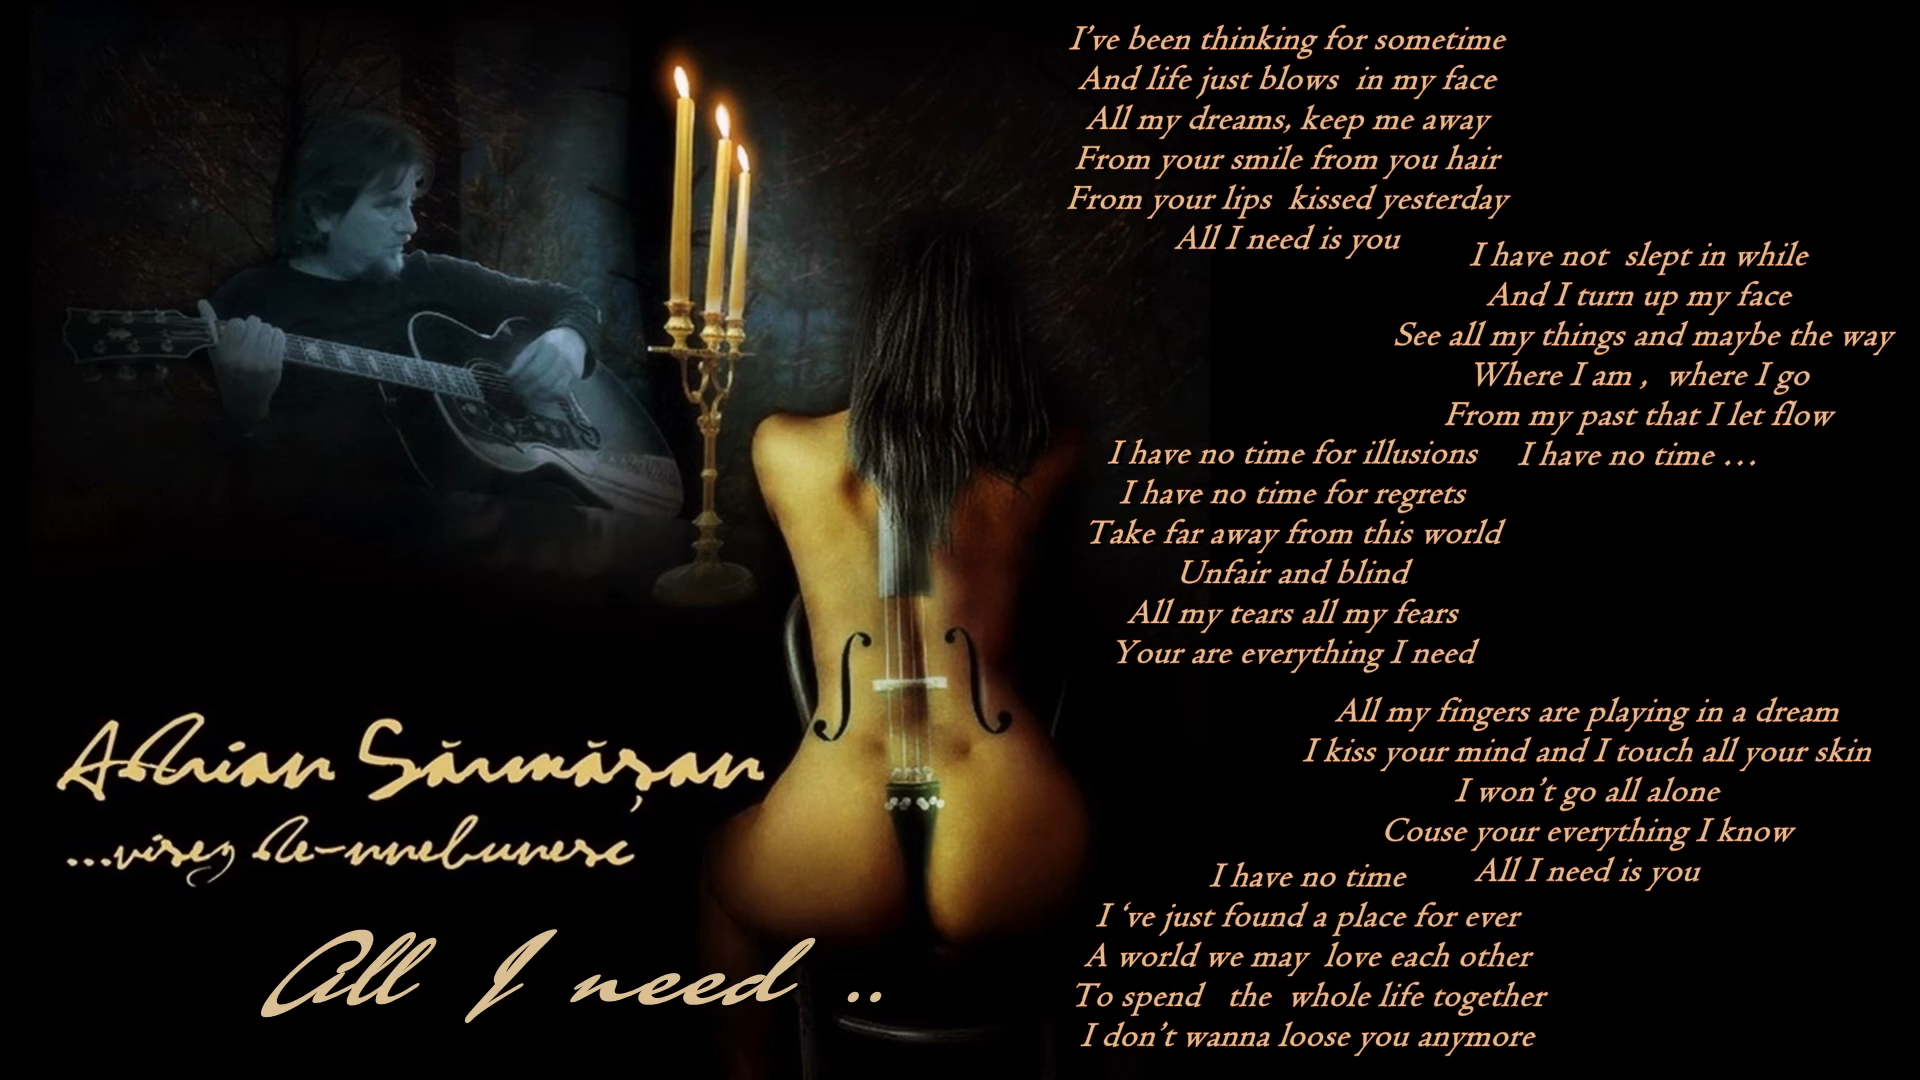 I've been thinking for sometime
And life just blows in my face
All my dreams, keep me away
From your smile from you hair
From your lips kissed yesterday
All I need is you
I have not slept in while
And I turn up my face
See all my things and maybe the way
Where I am , where I go
From my past that I let flow
I have no time ...
I have no time for illusions
I have no time for regrets
Take far away from this world
Unfair and blind
All my tears all my fears
Your are everything I need
All my fingers are playing in a dream
I kiss your mind and I touch all your skin
I won't go all alone
Couse your everything I know
All I need is you
I have no time
I 've just found a place for ever
A world we may love each other
To spend the whole life together
I don't wanna loose you anymore
Adrian Sărmășan
...visez de-nnebunesc
All I need ..